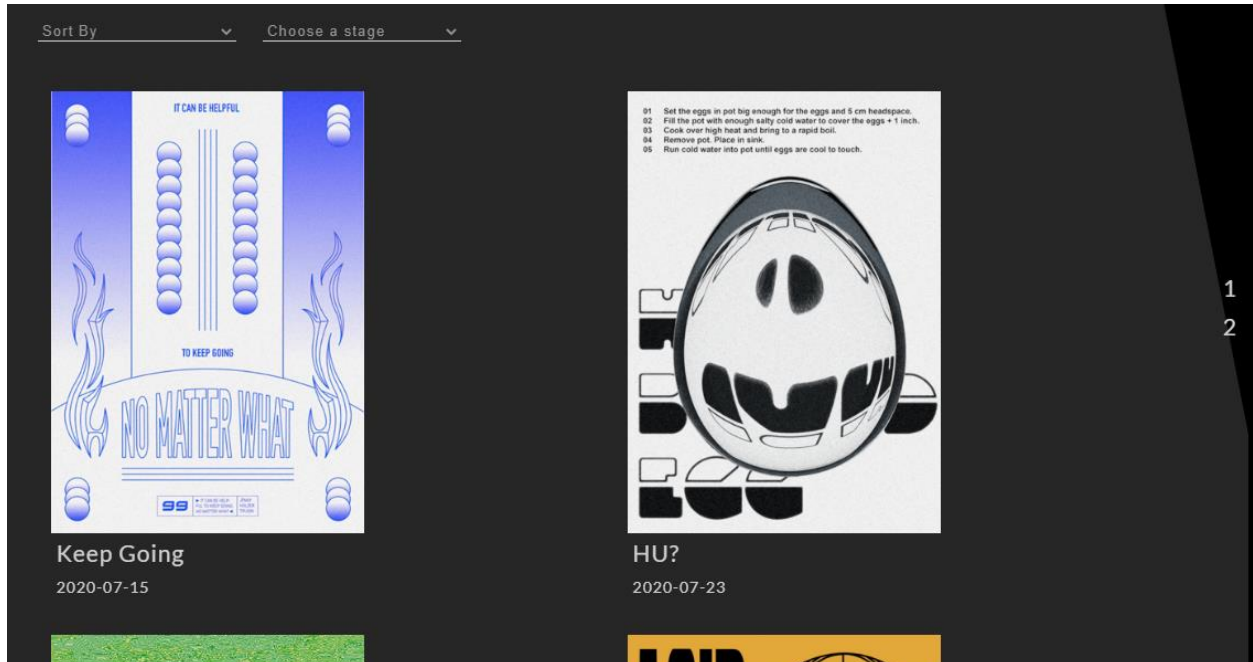 Sort By
Choose a stage
IT CAN BE HELPFUL
TO KEEP GOING
NO MATTER WHAT
99
Keep Going
2020-07-15
01 Set the eggs in pot big enough for the eggs and 5 cm headspace.
02 Fill the pot with enough salty cold water to cover the eggs + 1 inch.
03 Cook over high heat and bring to a rapid boil.
04 Remove pot. Place in sink.
05 Run cold water into pot until eggs are cool to touch.
EGG
HU?
2020-07-23
1
2